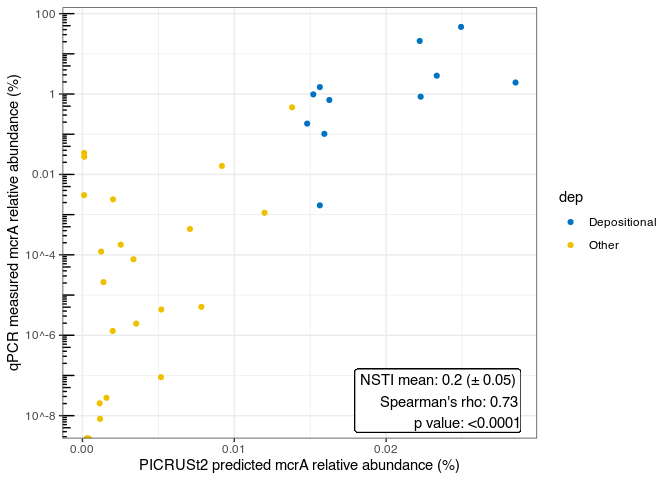 100
1
0.01
10^-4
10^-6
10^-8
qPCR measured mcrA relative abundance (%)
0.00
0.01
0.02
PICRUSt2 predicted mcrA relative abundance (%)
NSTI mean: 0.2 (± 0.05)
Spearman's rho: 0.73
p value: <0.0001
dep
Depositional
Other